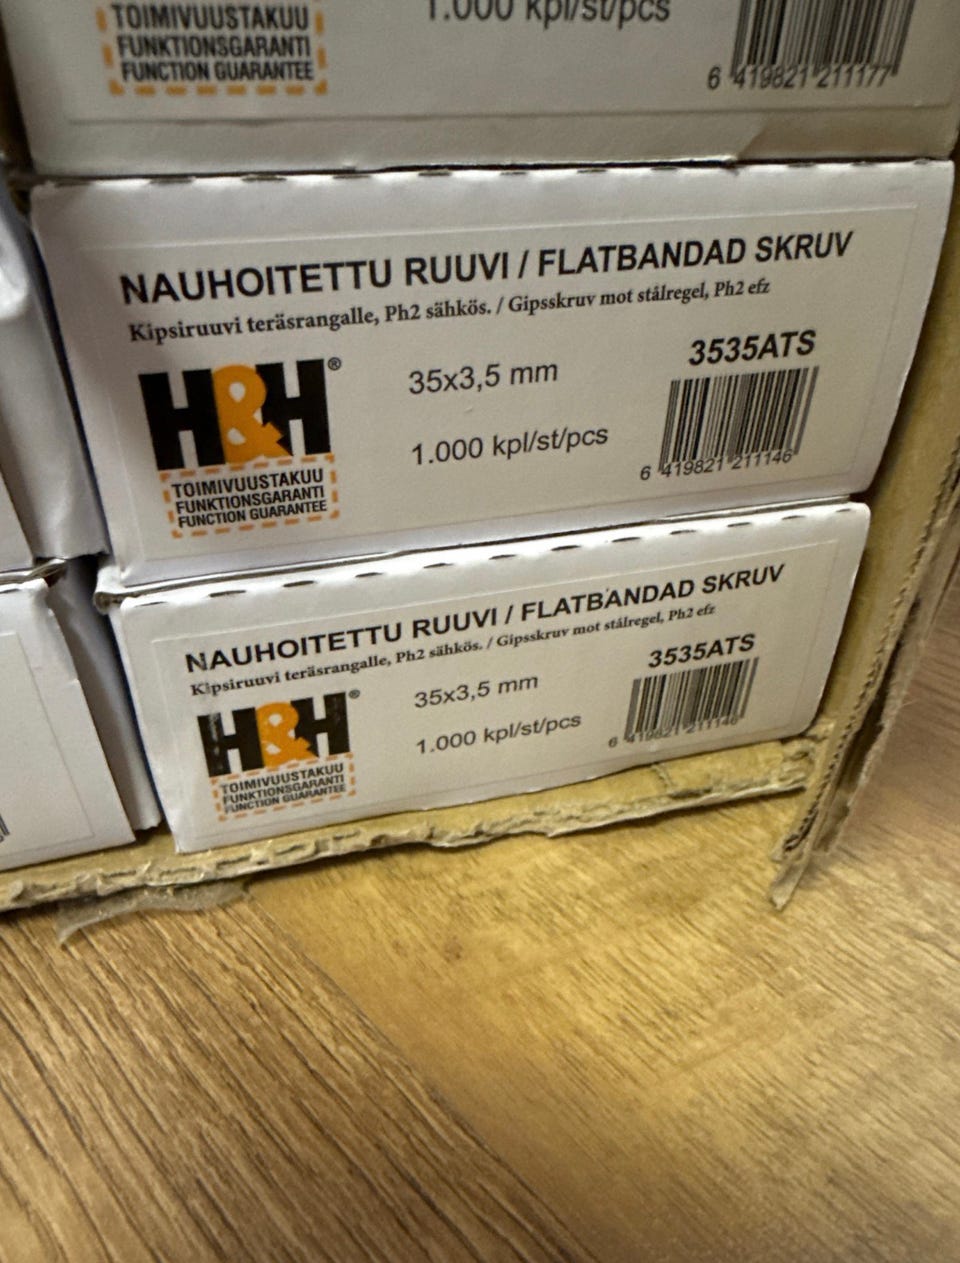 TOIMIVUUSTAKUU
FUNKTIONSGARANTI
FUNCTION GUARANTEE
1.000 kpl/st/pcs
6 419821 211177
NAUHOITETTU RUUVI / FLATBANDAD SKRUV
Kipsiruuvi teräsrangalle, Ph2 sähkös. / Gipsskruv mot stålregel, Ph2 efz
H&H®
TOIMIVUUSTAKUU
FUNKTIONSGARANTI
FUNCTION GUARANTEE
35x3,5 mm
1.000 kpl/st/pcs
3535ATS
6 419821 211146
NAUHOITETTU RUUVI / FLATBANDAD SKRUV
Kipsiruuvi teräsrangalle, Ph2 sähkös. / Gipsskruv mot stålregel, Ph2 efz
H&H®
TOIMIVUUSTAKUU
FUNKTIONSGARANTI
FUNCTION GUARANTEE
35x3,5 mm
1.000 kpl/st/pcs
3535ATS
6 419821 211146